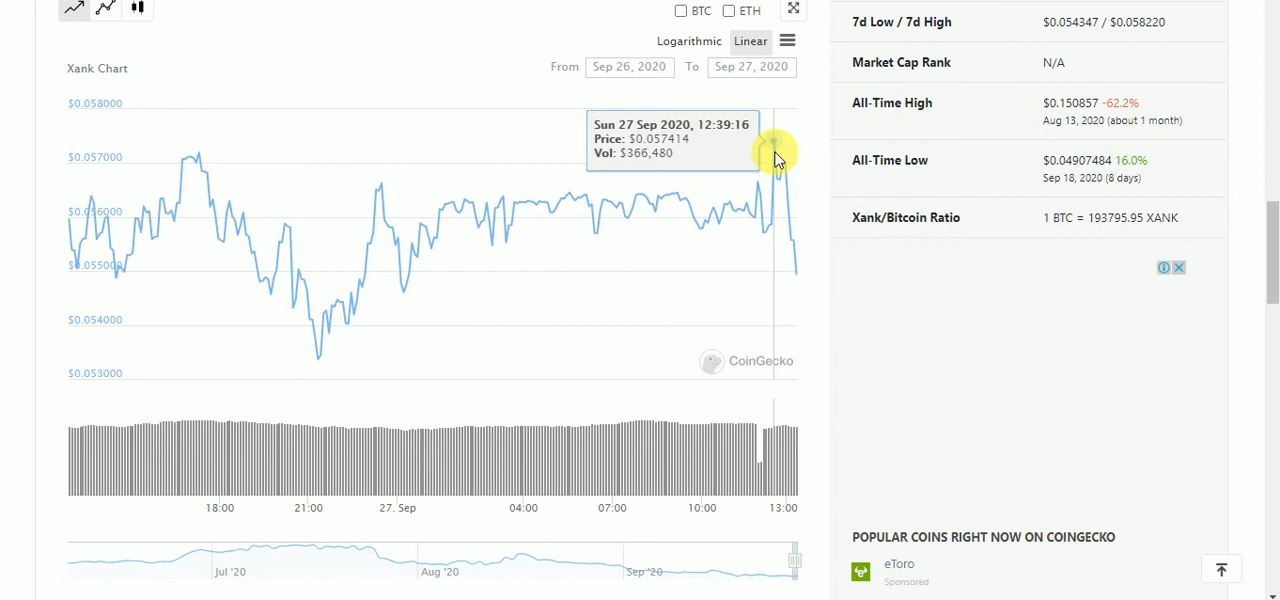 BTC ETH
Logarithmic Linear
Xank Chart
From Sep 26, 2020 To Sep 27, 2020
$0.058000
Sun 27 Sep 2020, 12:39:16
Price: $0.057414
Vol: $366,480
$0.057000
$0.056000
$0.055000
$0.054000
$0.053000
CoinGecko
18:00 21:00 27. Sep 04:00 07:00 10:00 13:00
Jul '20 Aug '20 Sep '20
7d Low / 7d High $0.054347 / $0.058220
Market Cap Rank N/A
All-Time High $0.150857 -62.2%
Aug 13, 2020 (about 1 month)
All-Time Low $0.04907484 16.0%
Sep 18, 2020 (8 days)
Xank/Bitcoin Ratio 1 BTC = 193795.95 XANK
POPULAR COINS RIGHT NOW ON COINGECKO
eToro
Sponsored